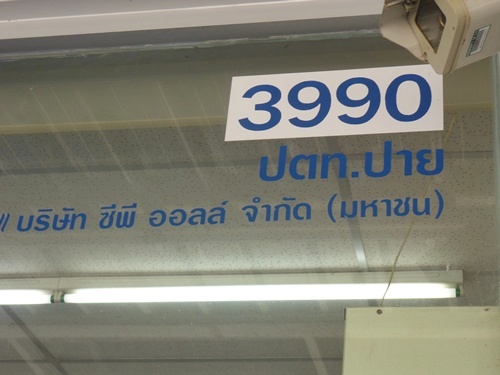 3990
ปตท.ปาย
บริษัท ซีพี ออลล์ จำกัด (มหาชน)